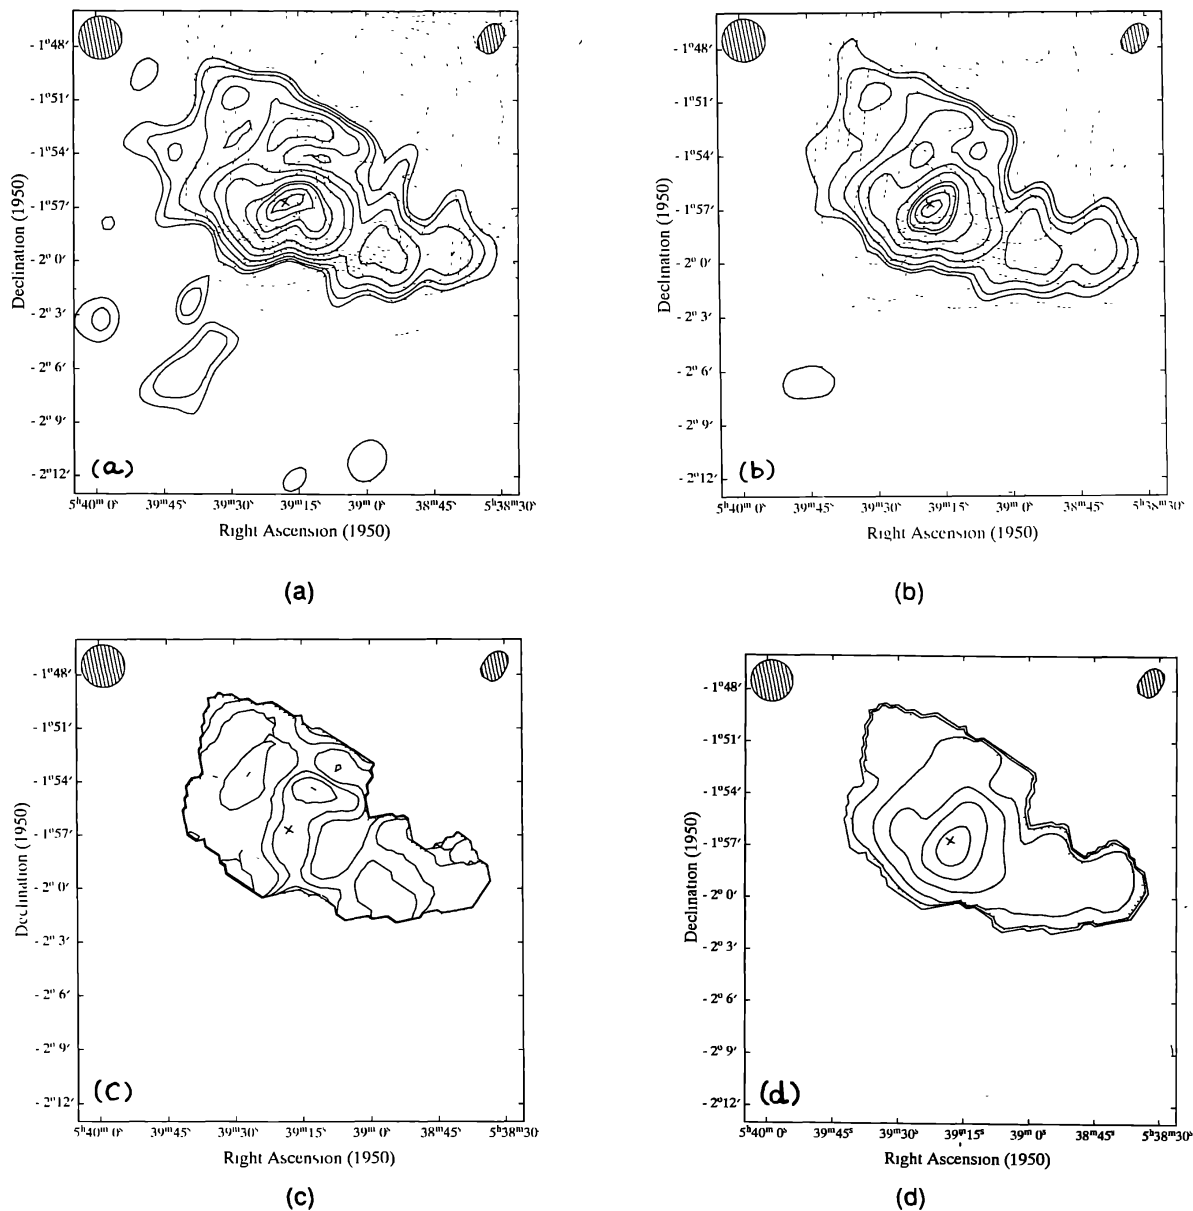 - 1° 48′
- 1° 51′
- 1° 54′
- 1° 57′
- 2° 0′
- 2° 3′
- 2° 6′
- 2° 9′
- 2° 12′
Declination (1950)
(a)
5ʰ40ᵐ 0ˢ 39ᵐ45ˢ 39ᵐ30ˢ 39ᵐ15ˢ 39ᵐ 0ˢ 38ᵐ45ˢ 5ʰ38ᵐ30ˢ
Right Ascension (1950)
(a)
- 1° 48′
- 1° 51′
- 1° 54′
- 1° 57′
- 2° 0′
- 2° 3′
- 2° 6′
- 2° 9′
- 2° 12′
Declination (1950)
(b)
5ʰ40ᵐ 0ˢ 39ᵐ45ˢ 39ᵐ30ˢ 39ᵐ15ˢ 39ᵐ 0ˢ 38ᵐ45ˢ 5ʰ38ᵐ30ˢ
Right Ascension (1950)
(b)
- 1° 48′
- 1° 51′
- 1° 54′
- 1° 57′
- 2° 0′
- 2° 3′
- 2° 6′
- 2° 9′
- 2° 12′
Declination (1950)
(C)
5ʰ40ᵐ 0ˢ 39ᵐ45ˢ 39ᵐ30ˢ 39ᵐ15ˢ 39ᵐ 0ˢ 38ᵐ45ˢ 5ʰ38ᵐ30ˢ
Right Ascension (1950)
(c)
- 1° 48′
- 1° 51′
- 1° 54′
- 1° 57′
- 2° 0′
- 2° 3′
- 2° 6′
- 2° 9′
- 2° 12′
Declination (1950)
(d)
5ʰ40ᵐ 0ˢ 39ᵐ45ˢ 39ᵐ30ˢ 39ᵐ15ˢ 39ᵐ 0ˢ 38ᵐ45ˢ 5ʰ38ᵐ30ˢ
Right Ascension (1950)
(d)